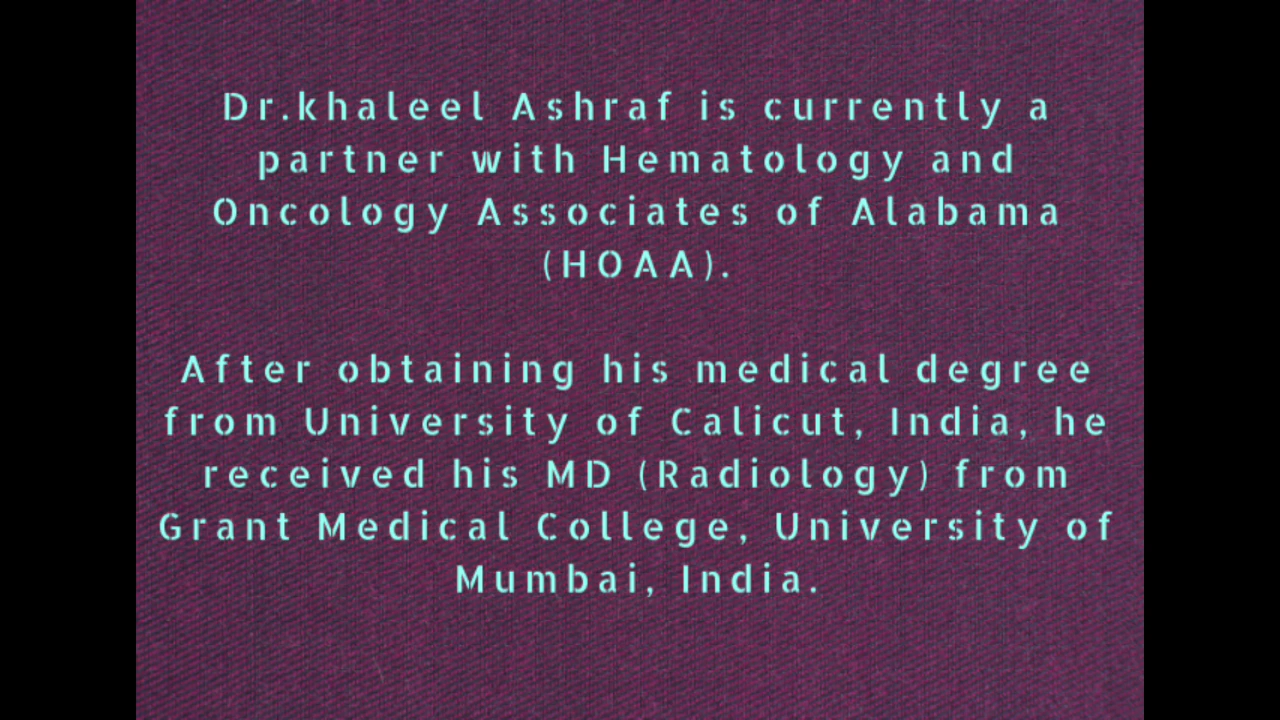 Dr.khaleel Ashraf is currently a
partner with Hematology and
Oncology Associates of Alabama
(HOAA).
After obtaining his medical degree
from University of Calicut, India, he
received his MD (Radiology) from
Grant Medical College, University of
Mumbai, India.